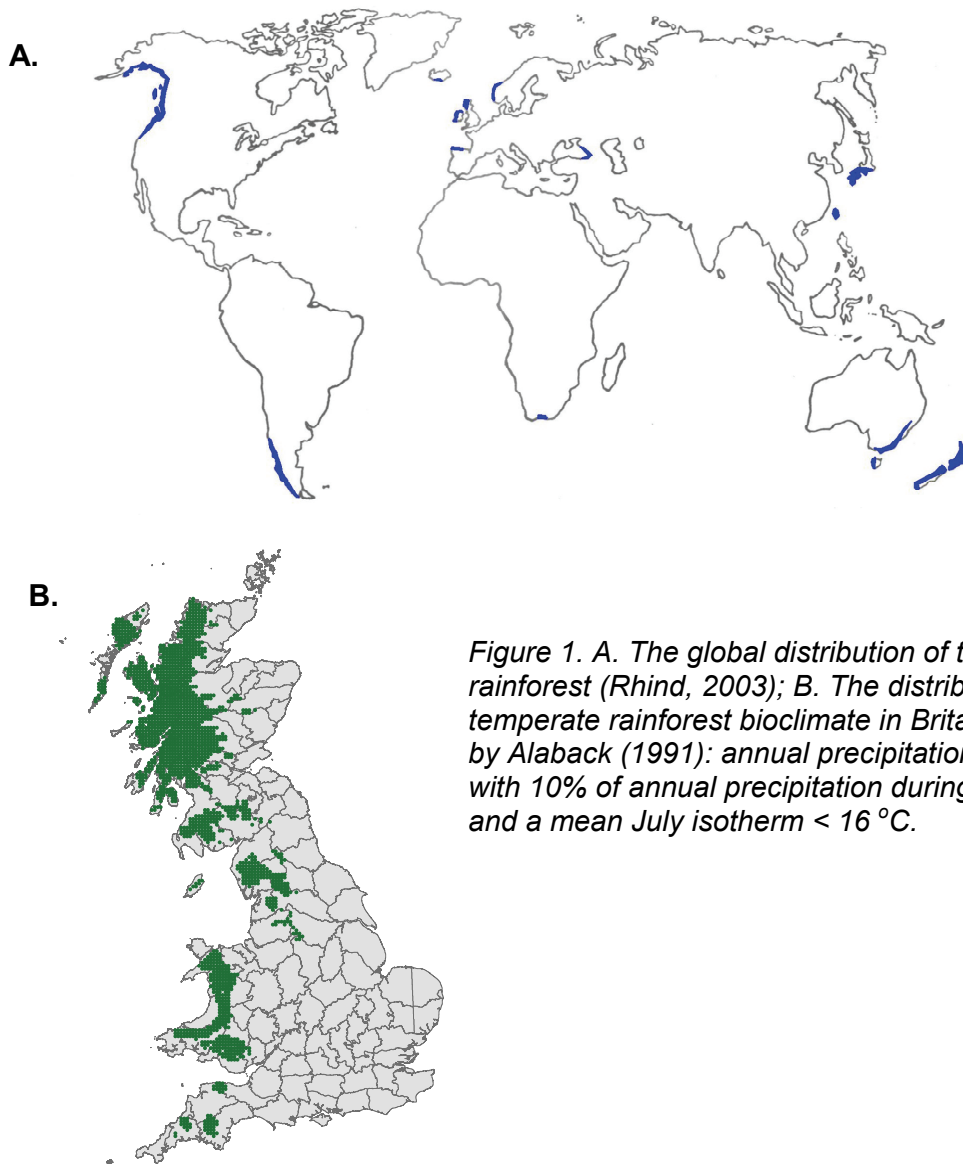 A.
B.
Figure 1. A. The global distribution of t
rainforest (Rhind, 2003); B. The distrib
temperate rainforest bioclimate in Brita
by Alaback (1991): annual precipitation
with 10% of annual precipitation during
and a mean July isotherm < 16 °C.